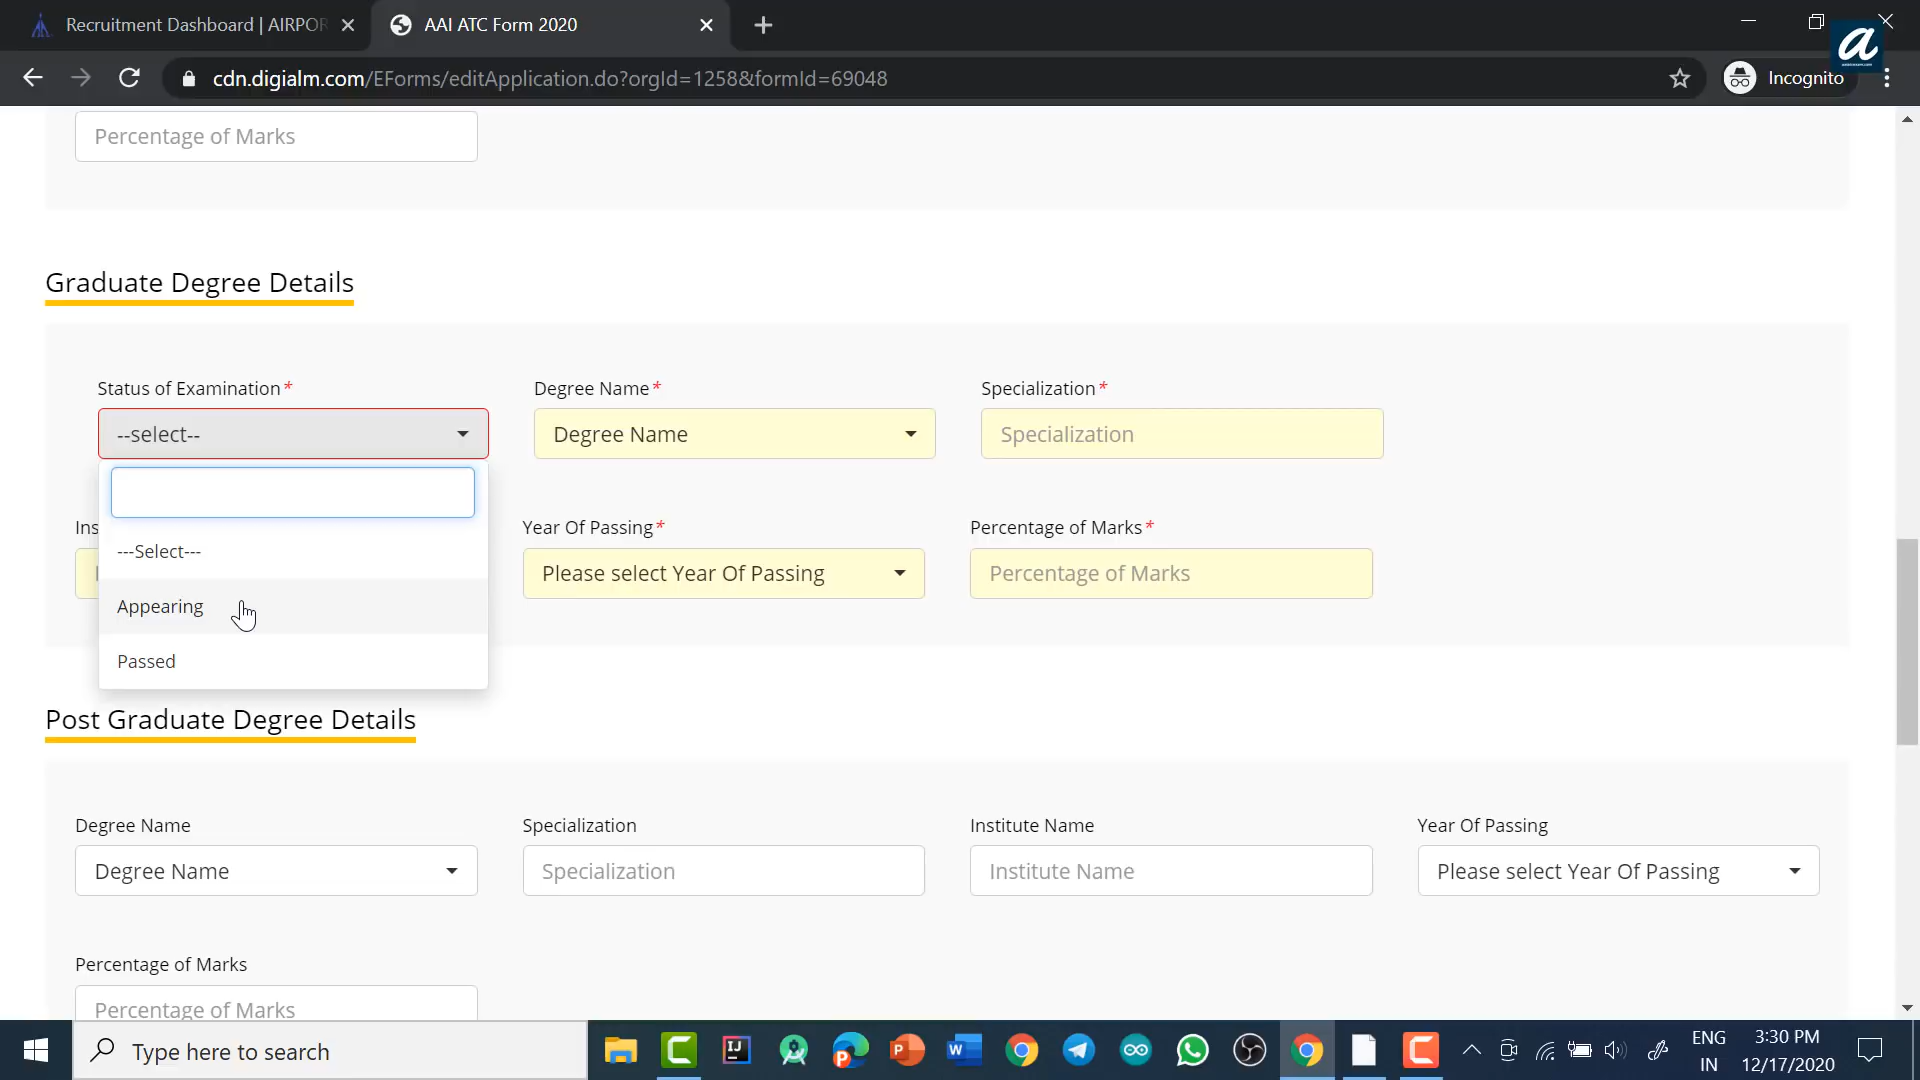 Recruitment Dashboard | AIRPOR
AAI ATC Form 2020
cdn.digialm.com/EForms/editApplication.do?orgId=1258&formId=69048
Incognito
a
Percentage of Marks
Graduate Degree Details
Status of Examination*
Degree Name*
Specialization*
--select--
Degree Name
Specialization
Ins
Year Of Passing*
Percentage of Marks*
---Select---
Please select Year Of Passing
Percentage of Marks
Appearing
Passed
Post Graduate Degree Details
Degree Name
Specialization
Institute Name
Year Of Passing
Degree Name
Specialization
Institute Name
Please select Year Of Passing
Percentage of Marks
Percentage of Marks
Type here to search
ENG
IN
3:30 PM
12/17/2020